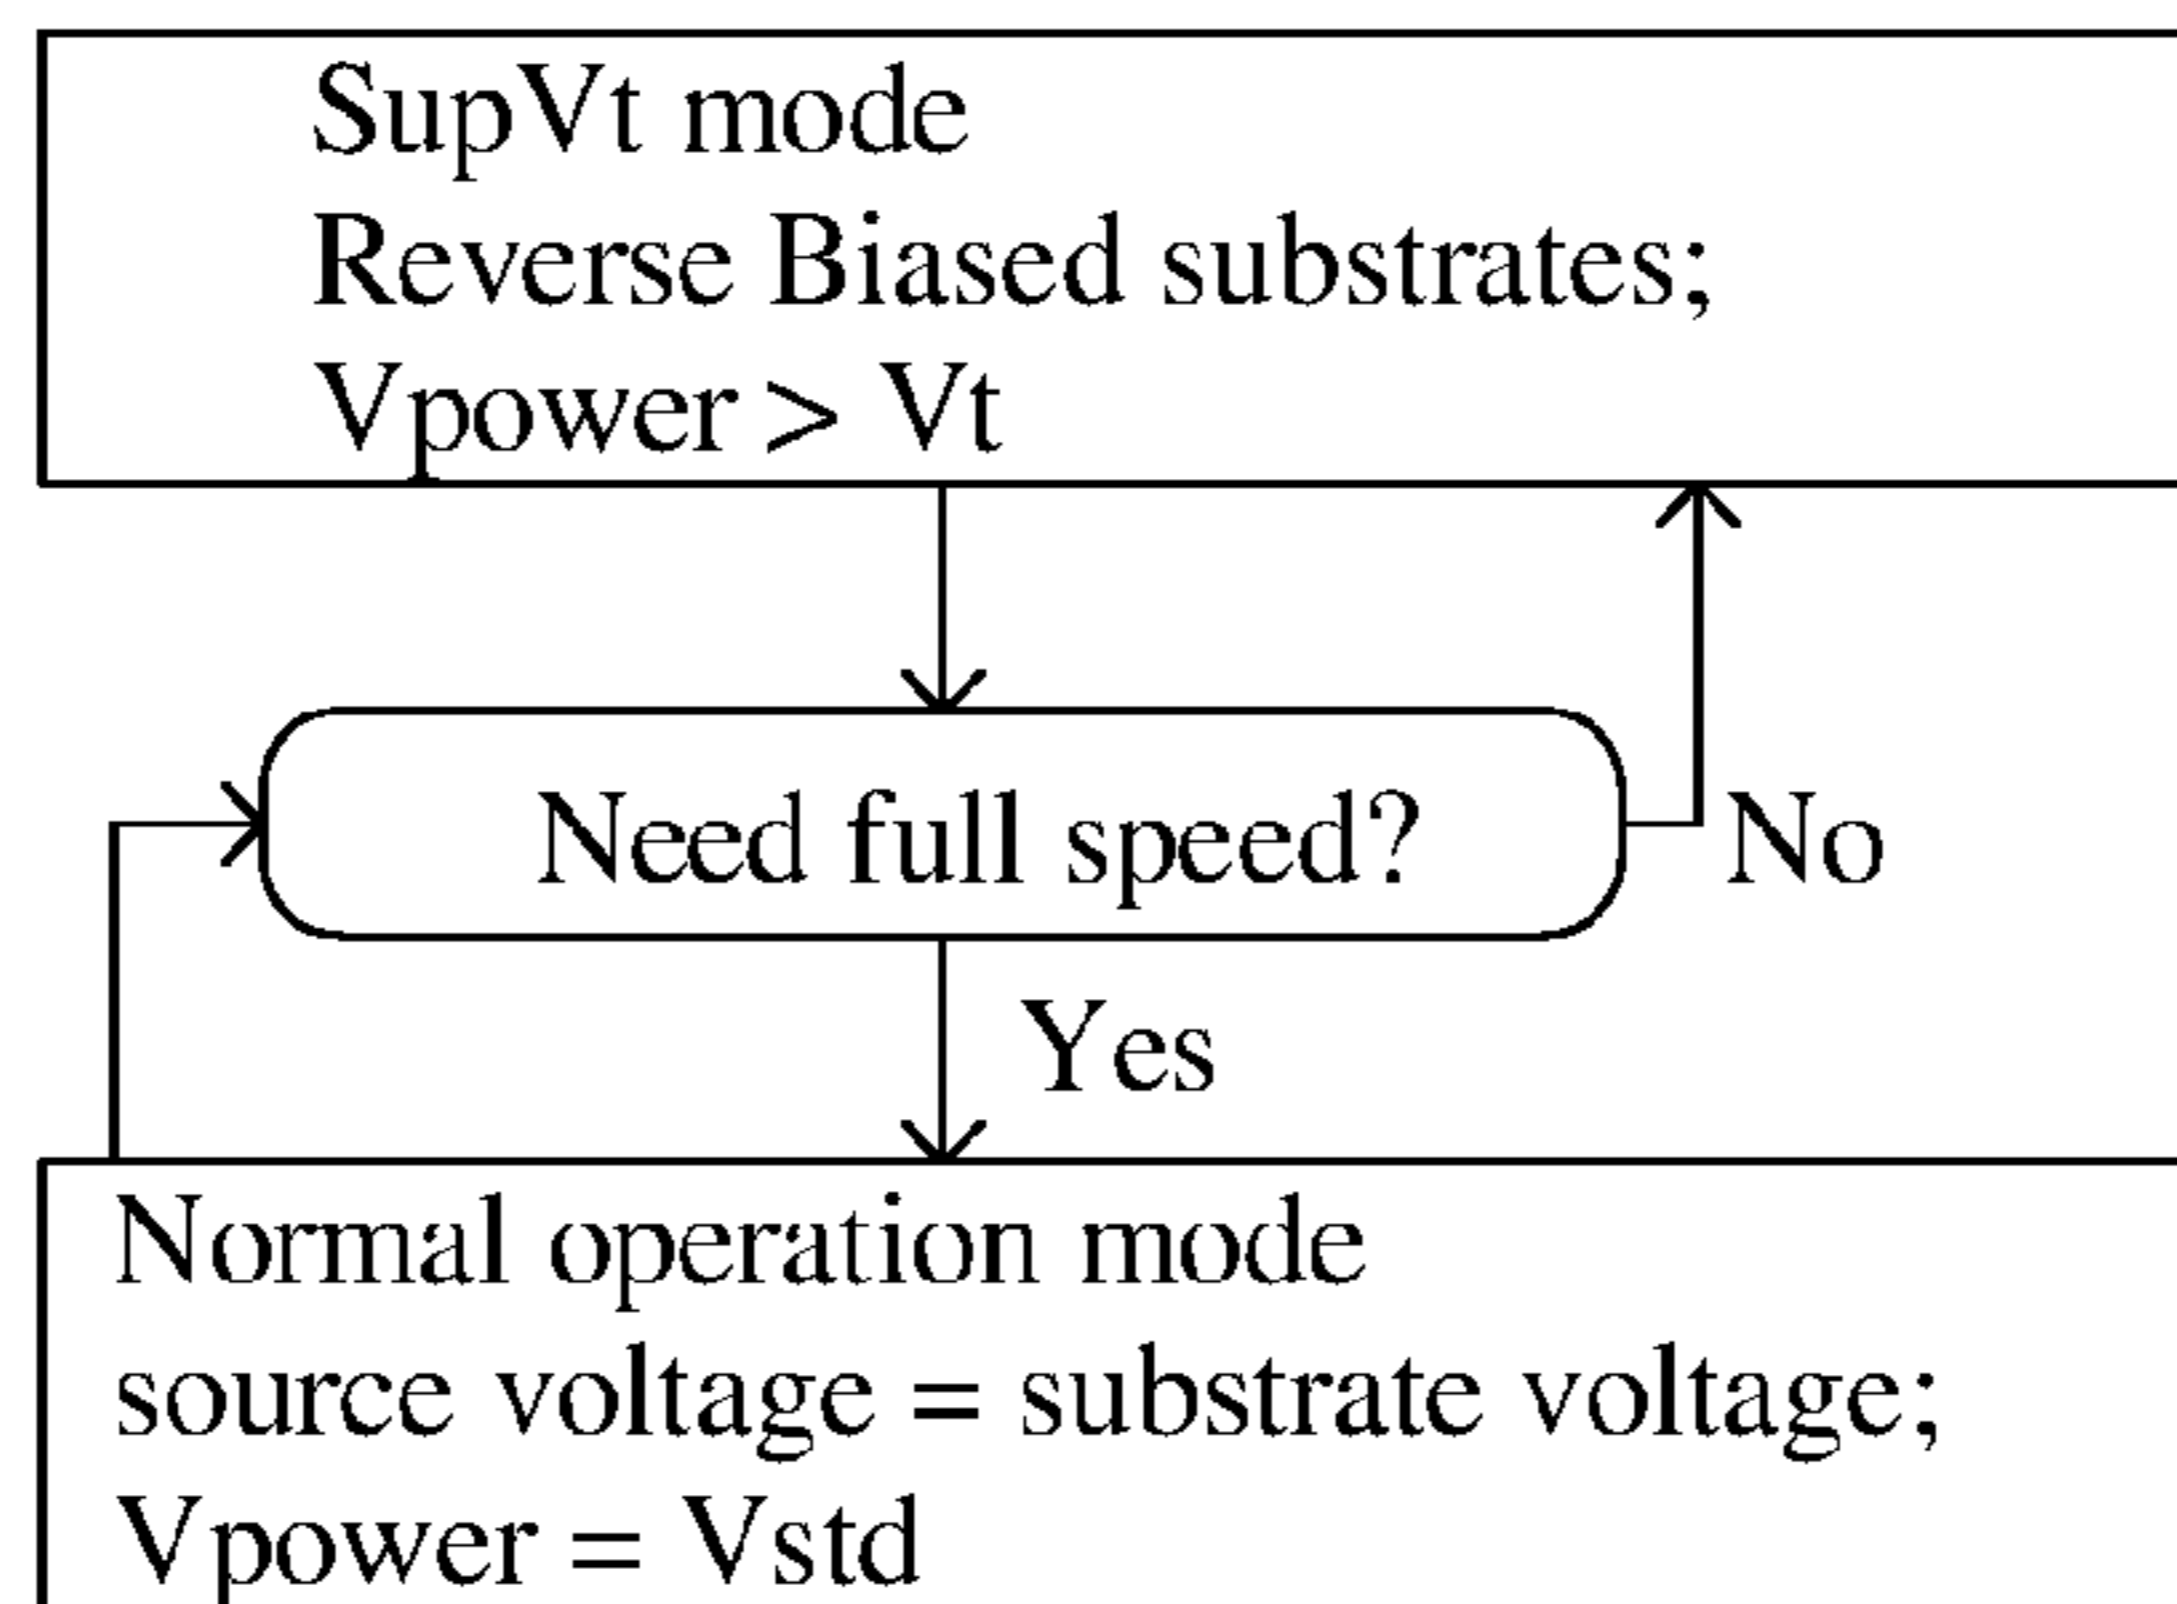 SupVt mode
Reverse Biased substrates;
Vpower > Vt
Need full speed?
No
Yes
Normal operation mode
source voltage = substrate voltage;
Vpower = Vstd